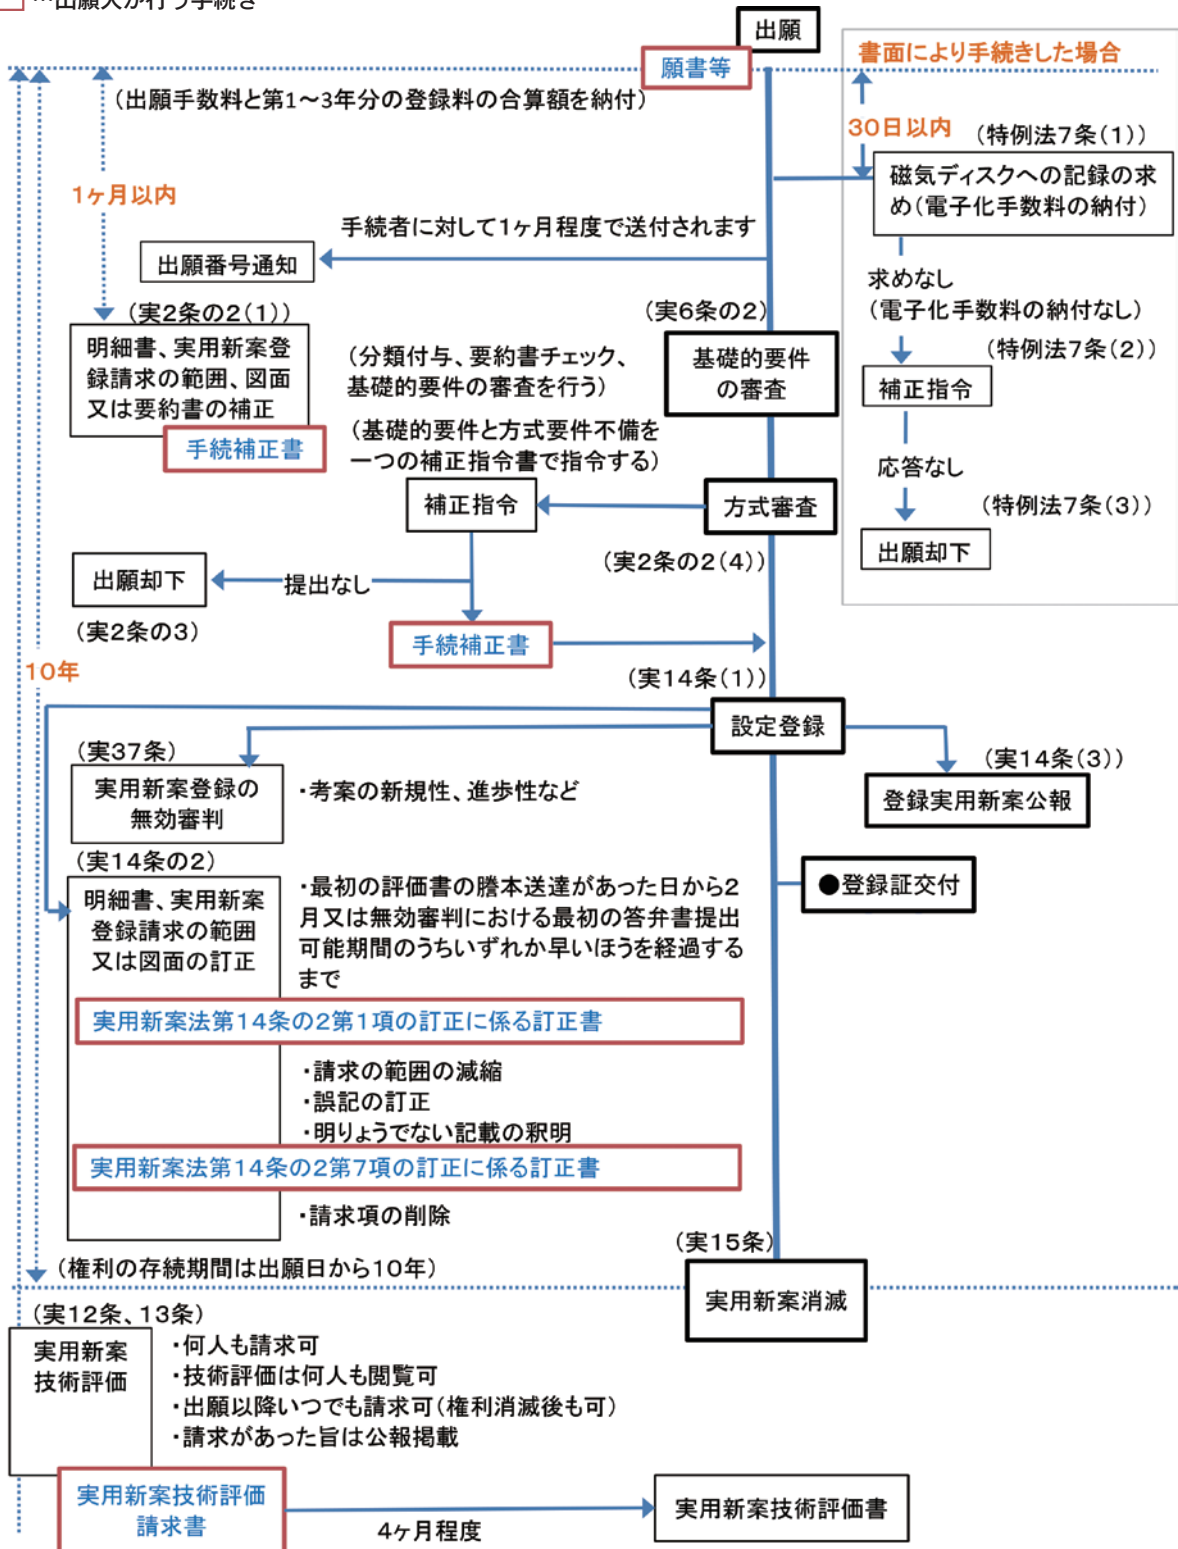 …出願人が行う手続き
出願
願書等
書面により手続きした場合
(出願手数料と第1～3年分の登録料の合算額を納付)
30日以内
(特例法7条(1))
磁気ディスクへの記録の求
め(電子化手数料の納付)
1ヶ月以内
手続者に対して1ヶ月程度で送付されます
出願番号通知
求めなし
(電子化手数料の納付なし)
(実2条の2(1))
(実6条の2)
明細書、実用新案登
録請求の範囲、図面
又は要約書の補正
手続補正書
(分類付与、要約書チェック、
基礎的要件の審査を行う)
基礎的要件
の審査
(特例法7条(2))
補正指令
(基礎的要件と方式要件不備を
一つの補正指令書で指令する)
応答なし
補正指令
方式審査
(特例法7条(3))
出願却下
(実2条の2(4))
出願却下
提出なし
(実2条の3)
手続補正書
10年
(実14条(1))
設定登録
(実37条)
実用新案登録の
無効審判
・考案の新規性、進歩性など
(実14条(3))
登録実用新案公報
(実14条の2)
●登録証交付
明細書、実用新案
登録請求の範囲
又は図面の訂正
・最初の評価書の謄本送達があった日から2
月又は無効審判における最初の答弁書提出
可能期間のうちいずれか早いほうを経過する
まで
実用新案法第14条の2第1項の訂正に係る訂正書
・請求の範囲の減縮
・誤記の訂正
・明りょうでない記載の釈明
実用新案法第14条の2第7項の訂正に係る訂正書
・請求項の削除
(実15条)
(権利の存続期間は出願日から10年)
実用新案消滅
(実12条、13条)
実用新案
技術評価
・何人も請求可
・技術評価は何人も閲覧可
・出願以降いつでも請求可(権利消滅後も可)
・請求があった旨は公報掲載
実用新案技術評価
請求書
4ヶ月程度
実用新案技術評価書